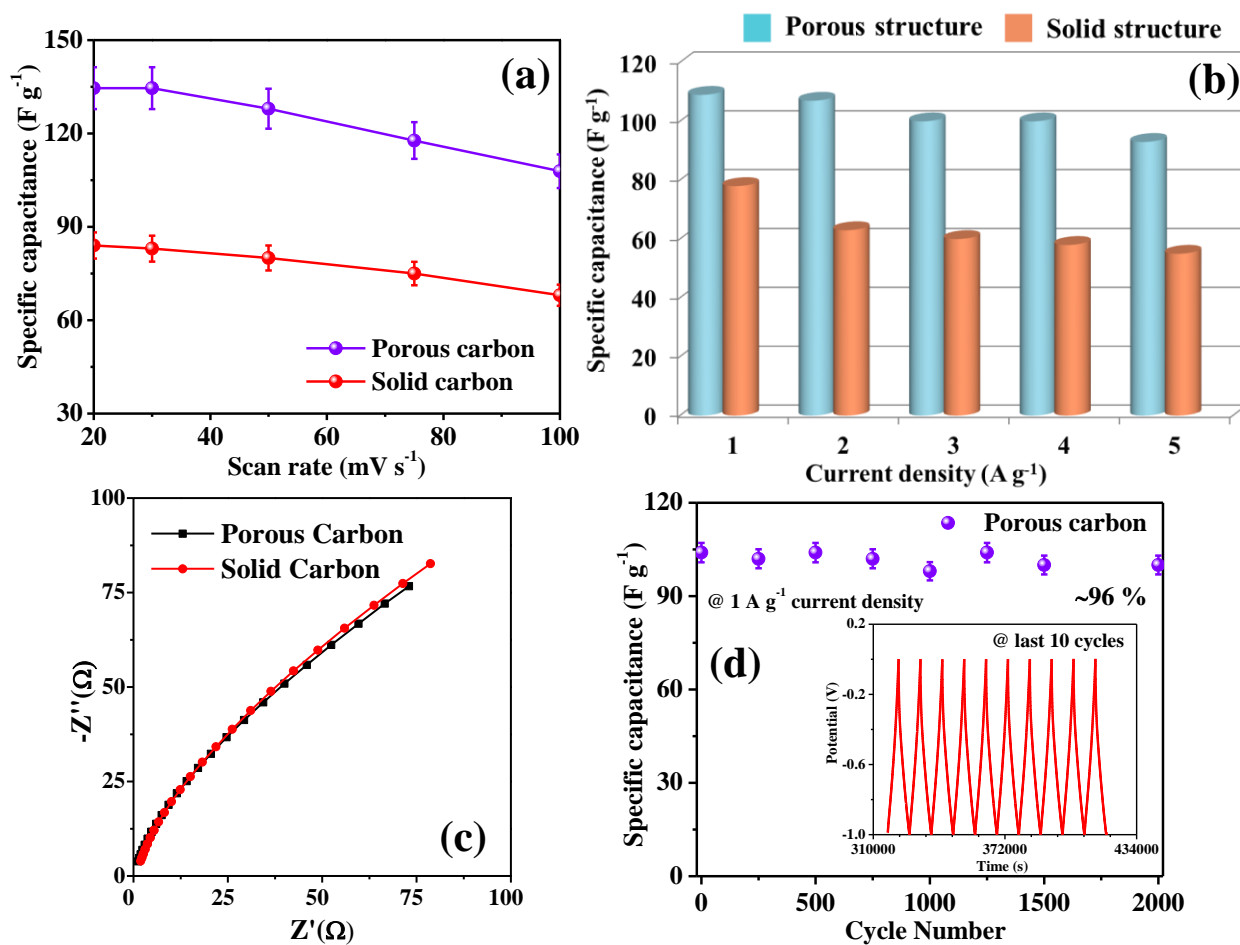 (a)
150
120
90
60
30
Specific capacitance (F g⁻¹)
Porous carbon
Solid carbon
20 40 60 80 100
Scan rate (mV s⁻¹)
Porous structure Solid structure
(b)
120
100
80
60
40
20
0
Specific capacitance (F g⁻¹)
1 2 3 4 5
Current density (A g⁻¹)
100
75
50
25
0
-Z''(Ω)
Porous Carbon
Solid Carbon
(c)
0 25 50 75 100
Z'(Ω)
120
90
60
30
0
Specific capacitance (F g⁻¹)
Porous carbon
@ 1 A g⁻¹ current density
~96 %
(d)
@ last 10 cycles
0.2
-0.2
-0.6
-1.0
Potential (V)
310000 372000 434000
Time (s)
0 500 1000 1500 2000
Cycle Number